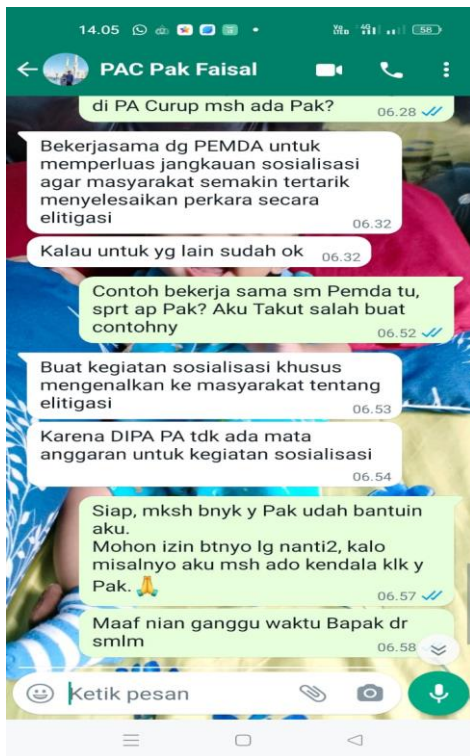 14.05
58
PAC Pak Faisal
di PA Curup msh ada Pak?
06.28
Bekerjasama dg PEMDA untuk
memperluas jangkauan sosialisasi
agar masyarakat semakin tertarik
menyelesaikan perkara secara
elitigasi
06.32
Kalau untuk yg lain sudah ok 06.32
Contoh bekerja sama sm Pemda tu,
sprt ap Pak? Aku Takut salah buat
contohny
06.52
Buat kegiatan sosialisasi khusus
mengenalkan ke masyarakat tentang
elitigasi
06.53
Karena DIPA PA tdk ada mata
anggaran untuk kegiatan sosialisasi
06.54
Siap, mksh bnyk y Pak udah bantuin
aku.
Mohon izin btnyo lg nanti2, kalo
misalnyo aku msh ado kendala klk y
Pak. 🙏
06.57
Maaf nian ganggu waktu Bapak dr
smlm
06.58
Ketik pesan